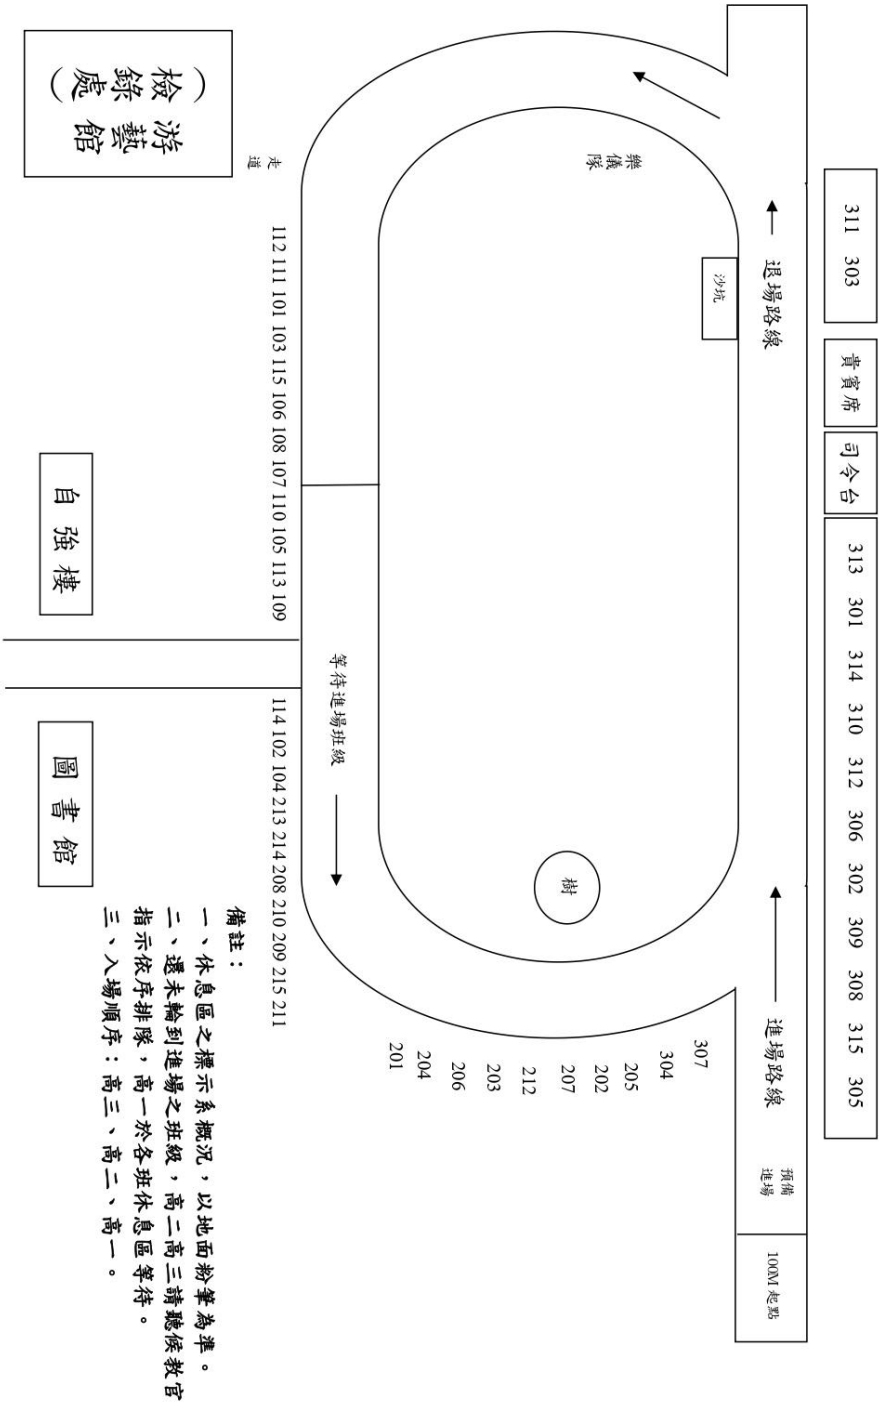 311 303
貴賓席
司令台
313 301 314 310 312 306 302 309 308 315 305
退場路線
進場路線
預備
進場
100M 起點
沙坑
樂
儀
隊
樹
307
304
205
202
207
212
203
206
204
201
等待進場班級
走
道
112 111 101 103 115 106 108 107 110 105 113 109
114 102 104 213 214 208 210 209 215 211
游藝館
(檢錄處)
自強樓
圖書館
備註：
一、休息區之標示系概況，以地面粉筆為準。
二、還未輪到進場之班級，高二高三請聽候教官
指示依序排隊，高一於各班休息區等待。
三、入場順序：高三、高二、高一。